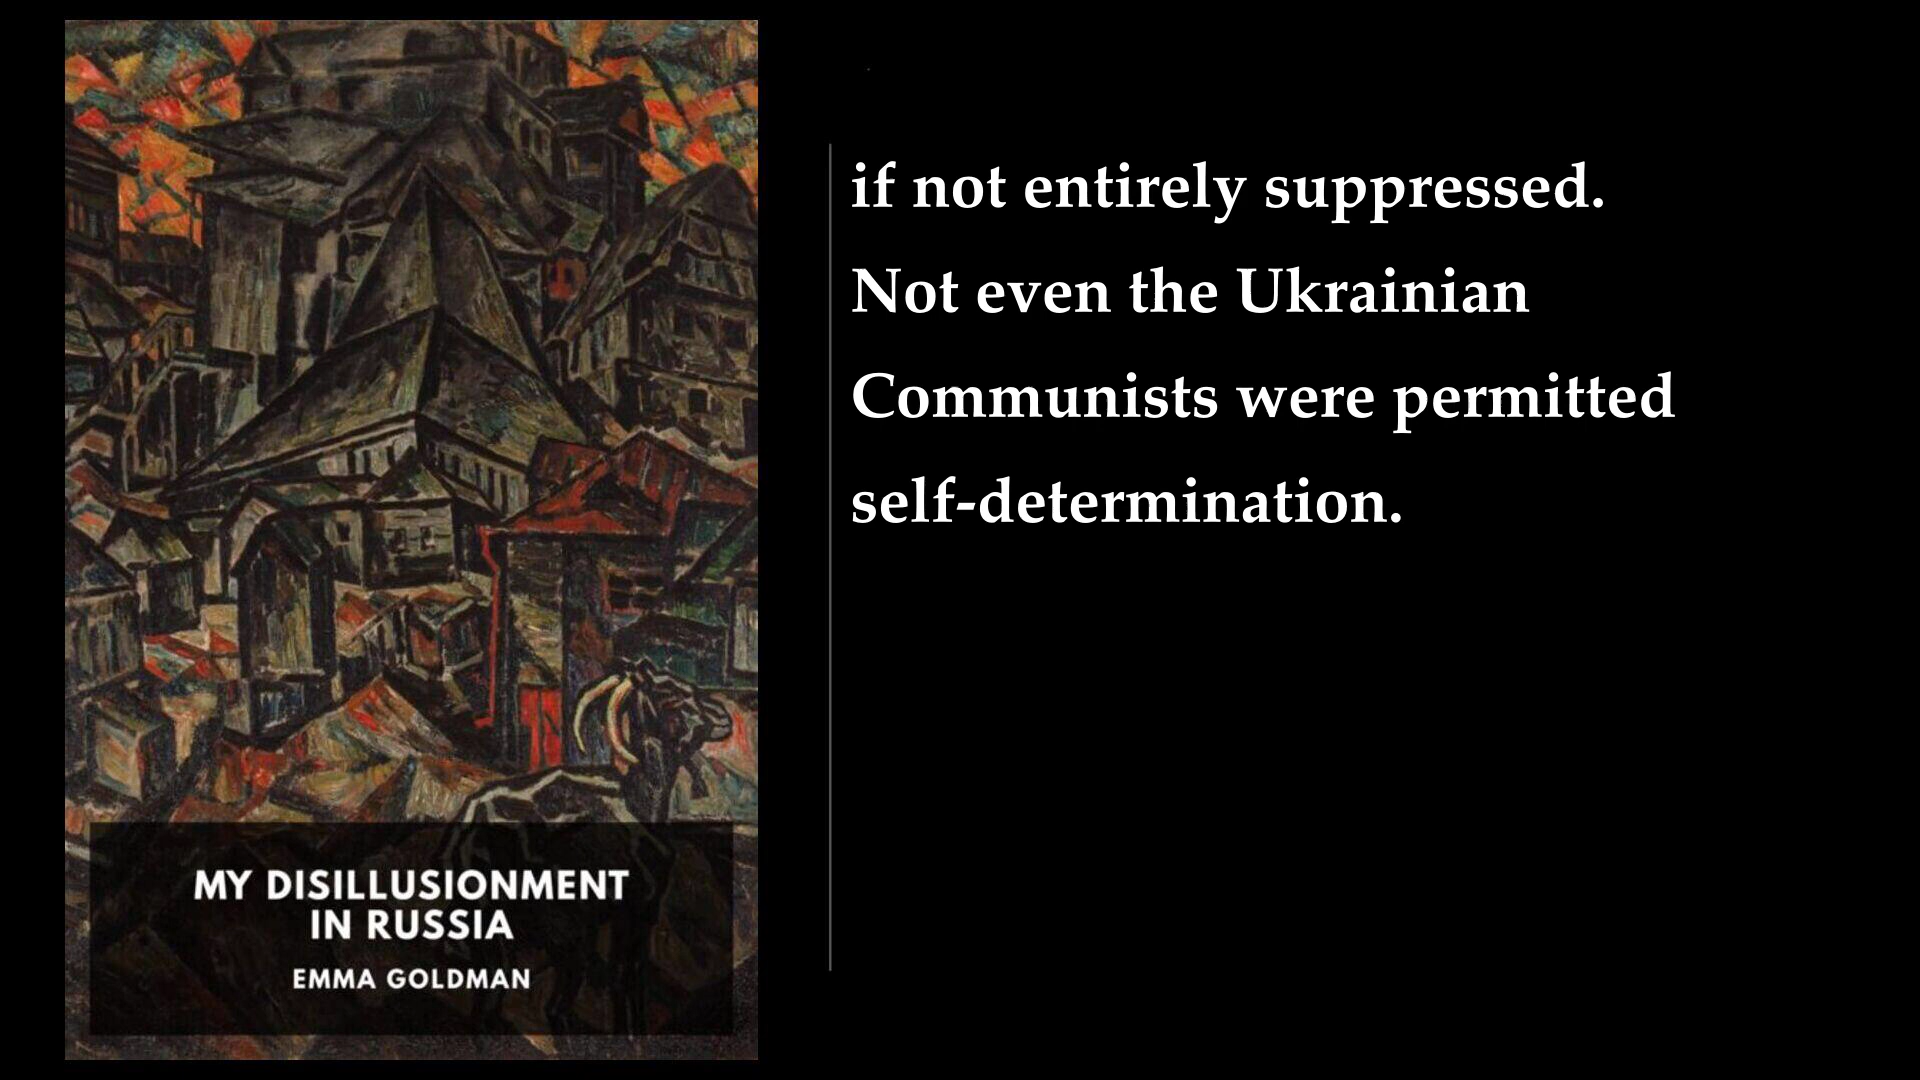 MY DISILLUSIONMENT
IN RUSSIA
EMMA GOLDMAN
if not entirely suppressed.
Not even the Ukrainian
Communists were permitted
self-determination.